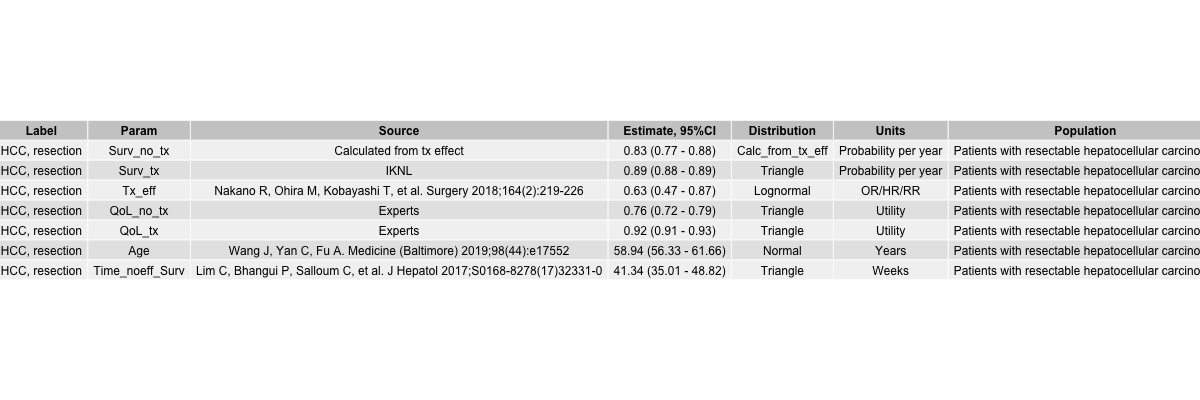 Label Param Source Estimate, 95%CI Distribution Units Population
HCC, resection Surv_no_tx Calculated from tx effect 0.83 (0.77 - 0.88) Calc_from_tx_eff Probability per year Patients with resectable hepatocellular carcino
HCC, resection Surv_tx IKNL 0.89 (0.88 - 0.89) Triangle Probability per year Patients with resectable hepatocellular carcino
HCC, resection Tx_eff Nakano R, Ohira M, Kobayashi T, et al. Surgery 2018;164(2):219-226 0.63 (0.47 - 0.87) Lognormal OR/HR/RR Patients with resectable hepatocellular carcino
HCC, resection QoL_no_tx Experts 0.76 (0.72 - 0.79) Triangle Utility Patients with resectable hepatocellular carcino
HCC, resection QoL_tx Experts 0.92 (0.91 - 0.93) Triangle Utility Patients with resectable hepatocellular carcino
HCC, resection Age Wang J, Yan C, Fu A. Medicine (Baltimore) 2019;98(44):e17552 58.94 (56.33 - 61.66) Normal Years Patients with resectable hepatocellular carcino
HCC, resection Time_noeff_Surv Lim C, Bhangui P, Salloum C, et al. J Hepatol 2017;S0168-8278(17)32331-0 41.34 (35.01 - 48.82) Triangle Weeks Patients with resectable hepatocellular carcino